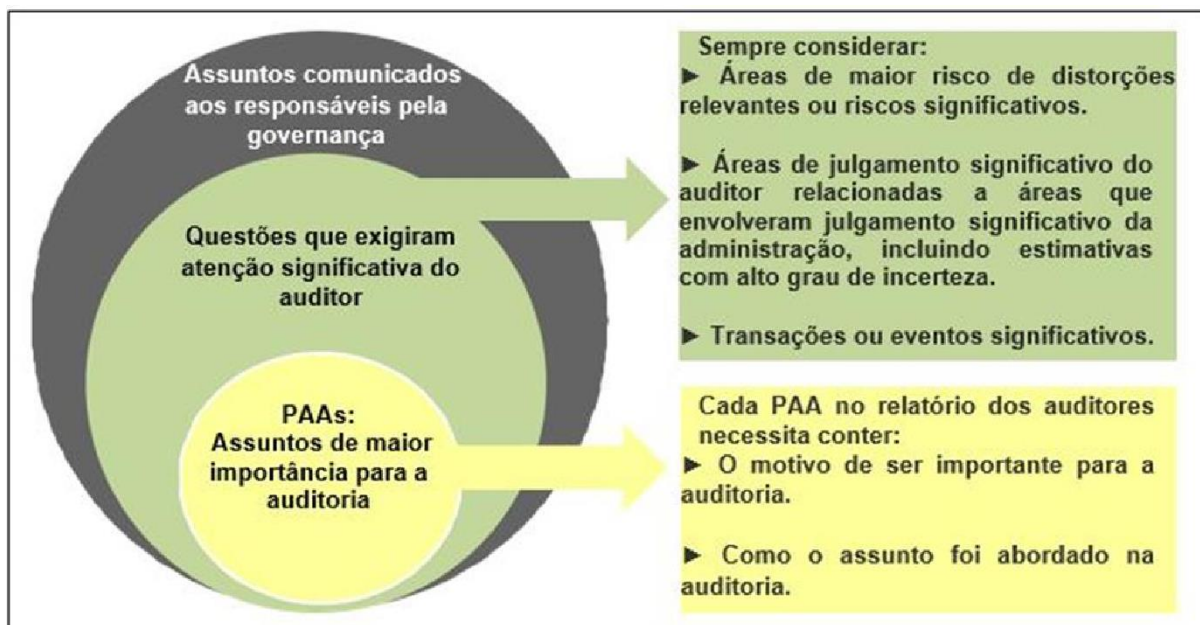 Assuntos comunicados
aos responsáveis pela
governança
Questões que exigiram
atenção significativa do
auditor
PAAs:
Assuntos de maior
importância para a
auditoria
Sempre considerar:
► Áreas de maior risco de distorções
relevantes ou riscos significativos.
► Áreas de julgamento significativo do
auditor relacionadas a áreas que
envolveram julgamento significativo da
administração, incluindo estimativas
com alto grau de incerteza.
► Transações ou eventos significativos.
Cada PAA no relatório dos auditores
necessita conter:
► O motivo de ser importante para a
auditoria.
► Como o assunto foi abordado na
auditoria.